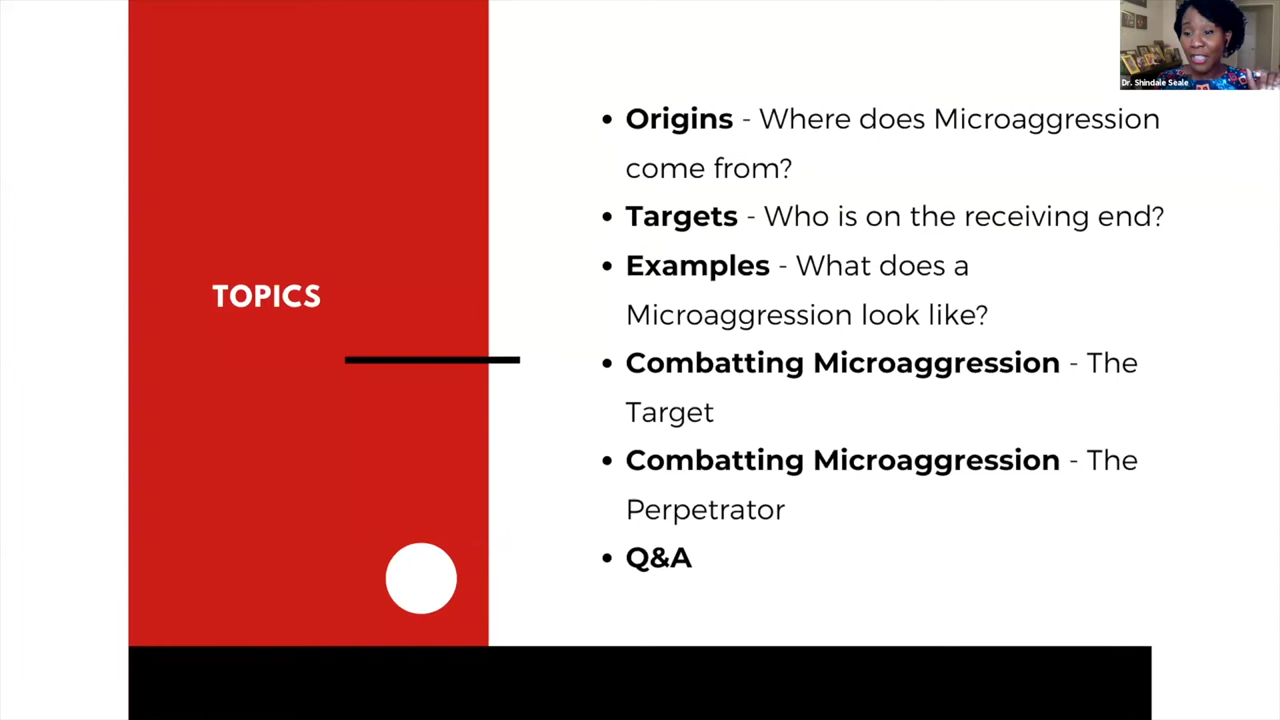 Dr. Shindale Seale
TOPICS
• Origins - Where does Microaggression
come from?
• Targets - Who is on the receiving end?
• Examples - What does a
Microaggression look like?
• Combatting Microaggression - The
Target
• Combatting Microaggression - The
Perpetrator
• Q&A